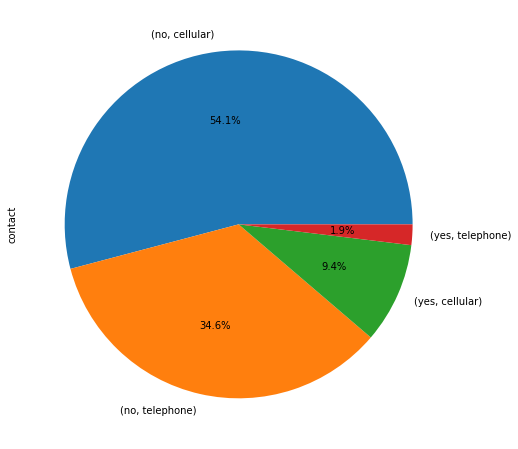 (no, cellular)
54.1%
contact
1.9%
(yes, telephone)
9.4%
(yes, cellular)
34.6%
(no, telephone)